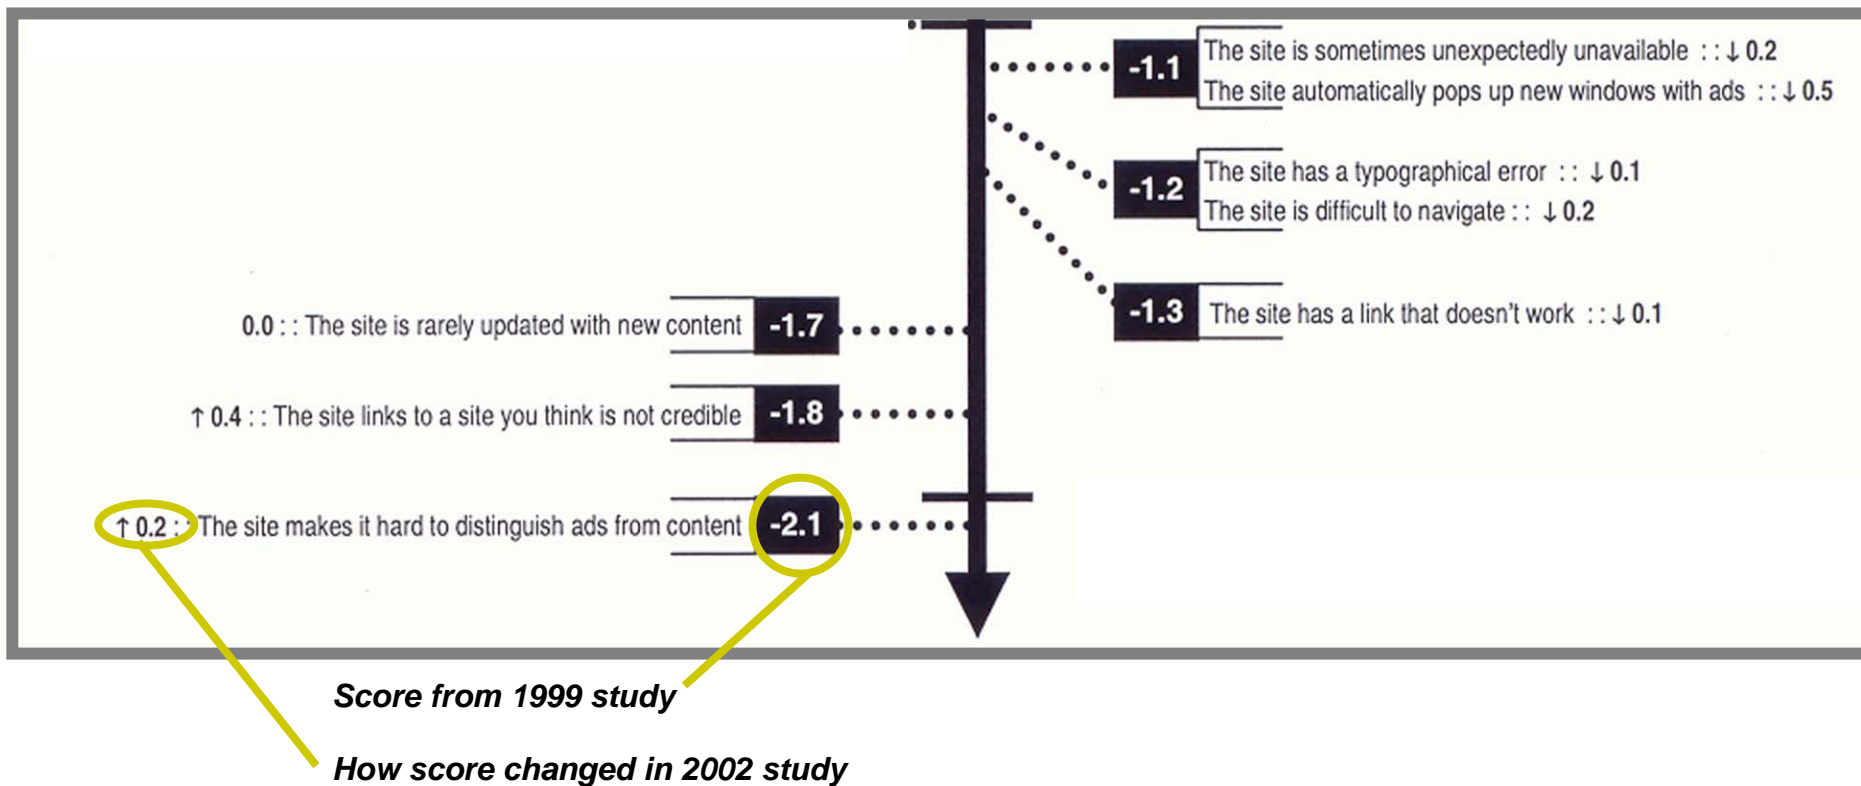 -1.1
The site is sometimes unexpectedly unavailable : : ↓ 0.2
The site automatically pops up new windows with ads : : ↓ 0.5
-1.2
The site has a typographical error : : ↓ 0.1
The site is difficult to navigate : : ↓ 0.2
-1.3 The site has a link that doesn't work : : ↓ 0.1
0.0 : : The site is rarely updated with new content -1.7
↑ 0.4 : : The site links to a site you think is not credible -1.8
↑ 0.2 : : The site makes it hard to distinguish ads from content -2.1
Score from 1999 study
How score changed in 2002 study